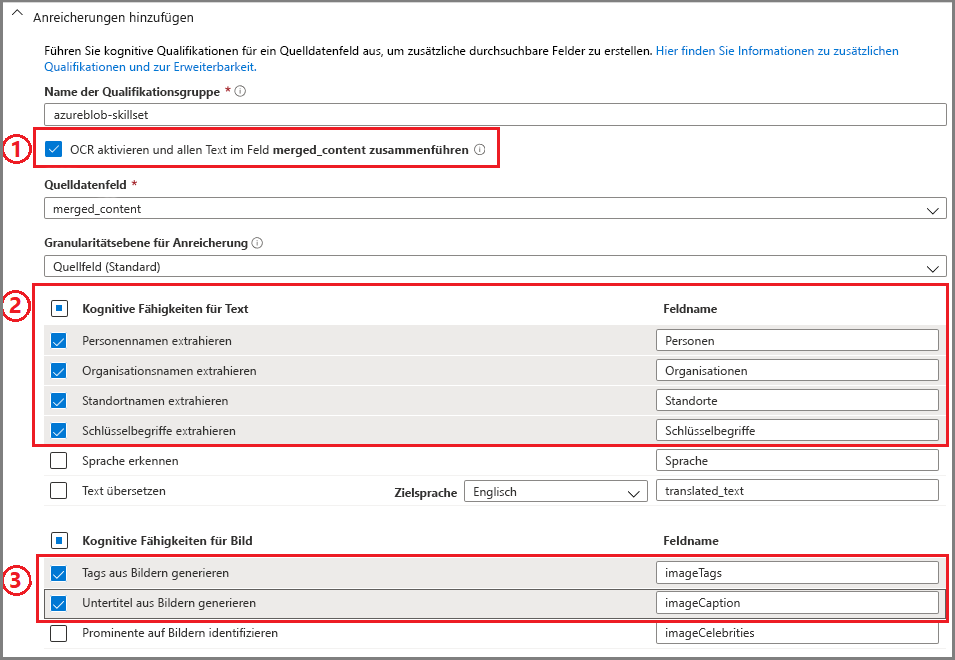 Anreicherungen hinzufügen
Führen Sie kognitive Qualifikationen für ein Quelldatenfeld aus, um zusätzliche durchsuchbare Felder zu erstellen. Hier finden Sie Informationen zu zusätzlichen
Qualifikationen und zur Erweiterbarkeit.
Name der Qualifikationsgruppe *
azureblob-skillset
1 OCR aktivieren und allen Text im Feld merged_content zusammenführen
Quelldatenfeld *
merged_content
Granularitätsebene für Anreicherung
Quellfeld (Standard)
2 Kognitive Fähigkeiten für Text Feldname
Personennamen extrahieren Personen
Organisationsnamen extrahieren Organisationen
Standortnamen extrahieren Standorte
Schlüsselbegriffe extrahieren Schlüsselbegriffe
Sprache erkennen Sprache
Text übersetzen Zielsprache Englisch translated_text
Kognitive Fähigkeiten für Bild Feldname
3 Tags aus Bildern generieren imageTags
Untertitel aus Bildern generieren imageCaption
Prominente auf Bildern identifizieren imageCelebrities